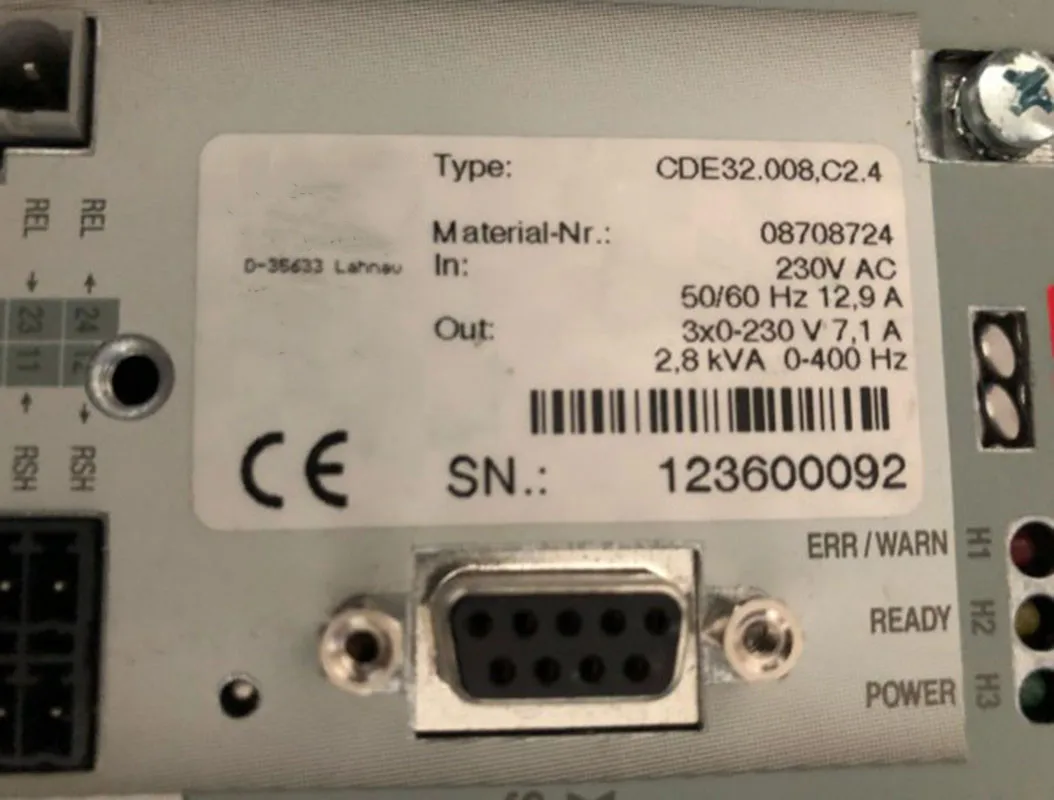 Type: CDE32.008,C2.4
Material-Nr.: 08708724
D-35633 Lahnau
In: 230V AC
50/60 Hz 12,9 A
Out: 3x0-230 V 7,1 A
2,8 kVA 0-400 Hz
CE
SN.: 123600092
REL REL
23 24
11 12
RSH RSH
ERR/WARN H1
READY H2
POWER H3